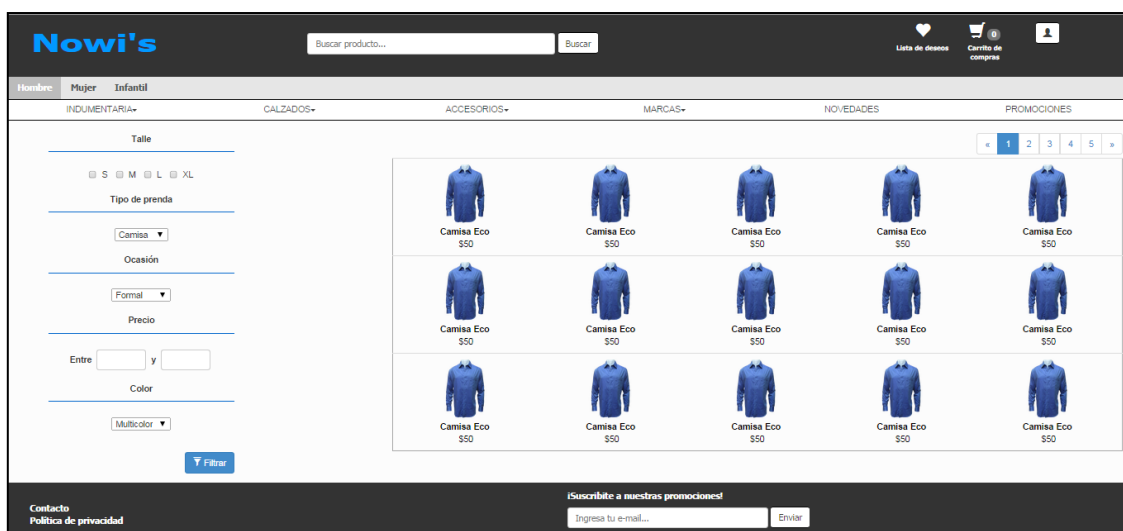 Nowi's
Buscar producto...
Buscar
Lista de deseos
0
Carrito de
compras
Hombre Mujer Infantil
INDUMENTARIA CALZADOS ACCESORIOS MARCAS NOVEDADES PROMOCIONES
« 1 2 3 4 5 »
Talle
S M L XL
Tipo de prenda
Camisa
Ocasión
Formal
Precio
Entre y
Color
Multicolor
Filtrar
Camisa Eco Camisa Eco Camisa Eco Camisa Eco Camisa Eco
$50 $50 $50 $50 $50
Camisa Eco Camisa Eco Camisa Eco Camisa Eco Camisa Eco
$50 $50 $50 $50 $50
Camisa Eco Camisa Eco Camisa Eco Camisa Eco Camisa Eco
$50 $50 $50 $50 $50
Contacto
Política de privacidad
¡Suscribite a nuestras promociones!
Ingresa tu e-mail...
Enviar